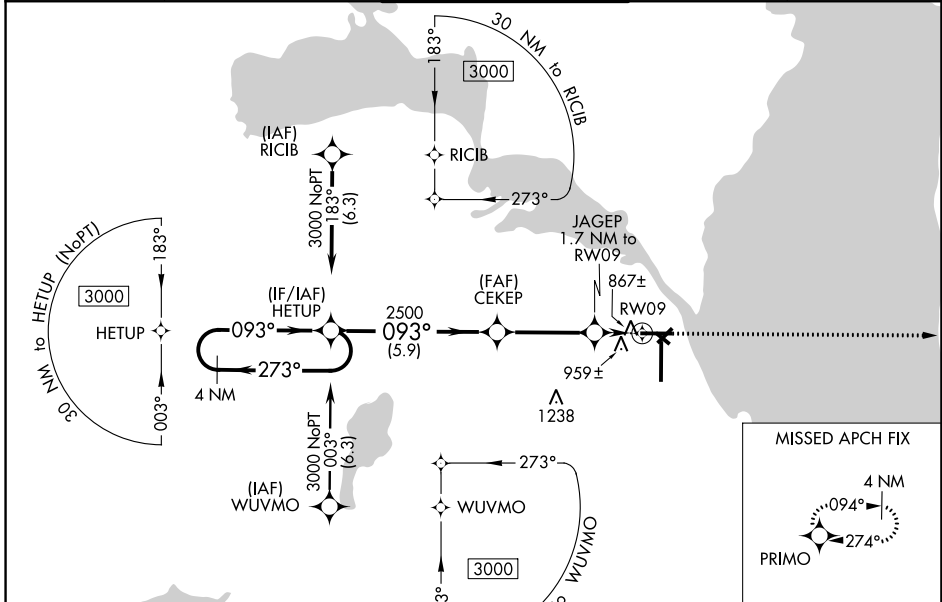 30 NM to RICIB
183°
3000
RICIB
273°
(IAF)
RICIB
3000 NoPT
183°
(6.3)
JAGEP
1.7 NM to
RW09
30 NM to HETUP (NoPT)
183°
3000
HETUP
003°
(IF/IAF)
HETUP
093°
273°
4 NM
2500
093°
(5.9)
(FAF)
CEKEP
867±
RW09
959±
1238
3000 NoPT
003°
(6.3)
(IAF)
WUVMO
273°
WUVMO
3000
WUVMO
MISSED APCH FIX
4 NM
094°
274°
PRIMO